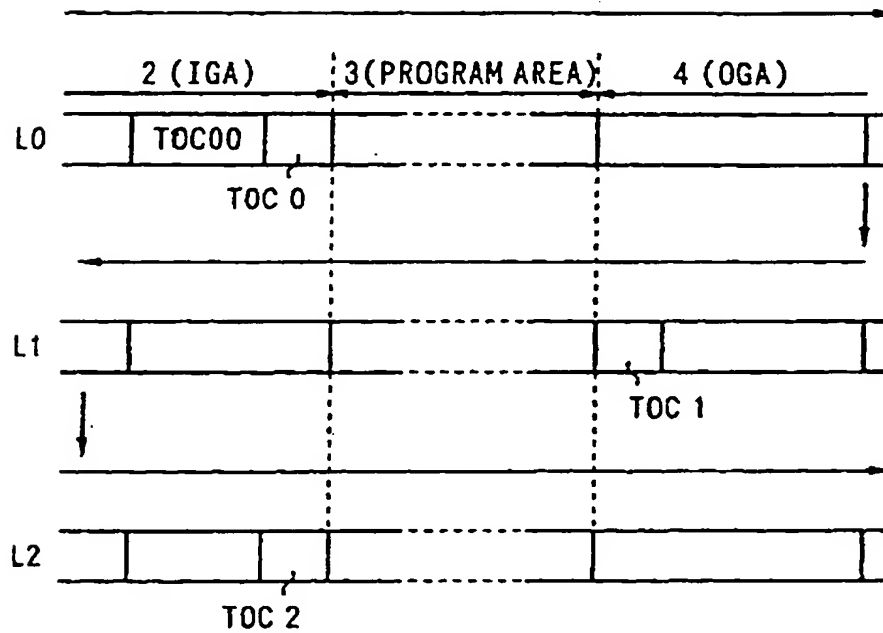 2 (IGA) 3(PROGRAM AREA) 4 (OGA)
L0 TOC00
TOC 0
L1
TOC 1
L2
TOC 2